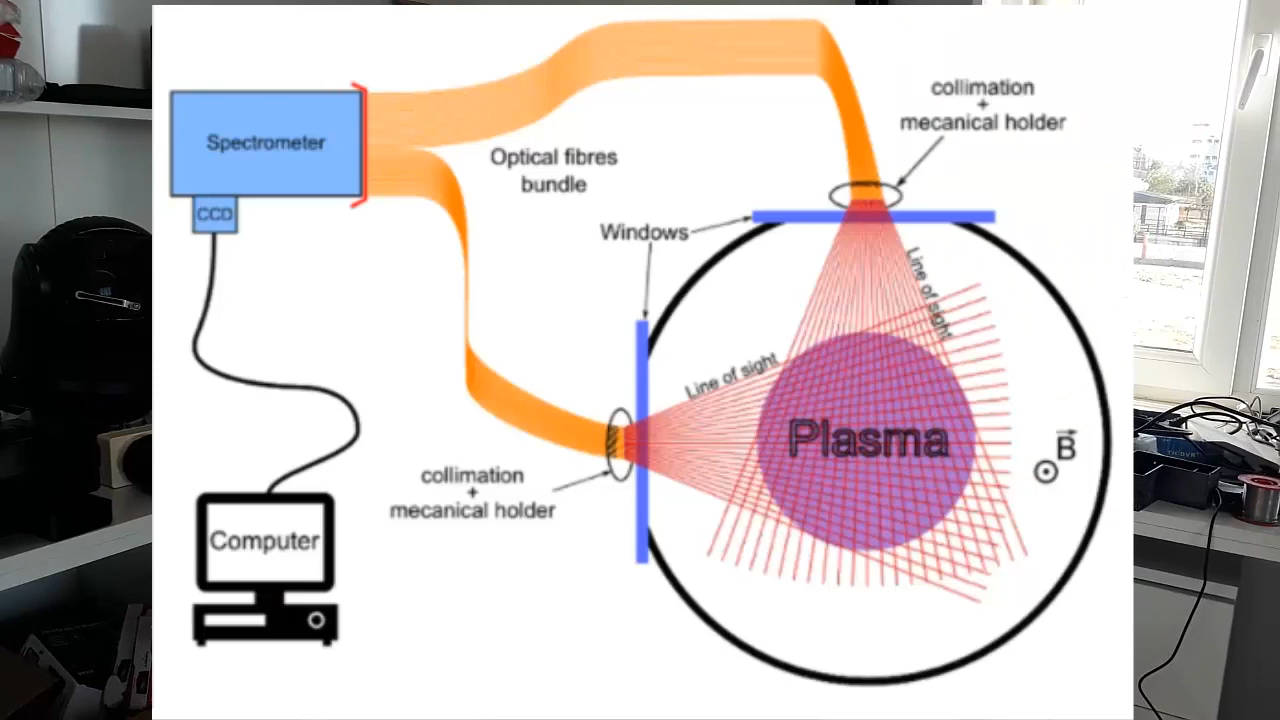 collimation
+
mecanical holder
Spectrometer
Optical fibres
bundle
CCD
Windows
Line of sight
Line of sight
Plasma
B
collimation
+
mecanical holder
Computer